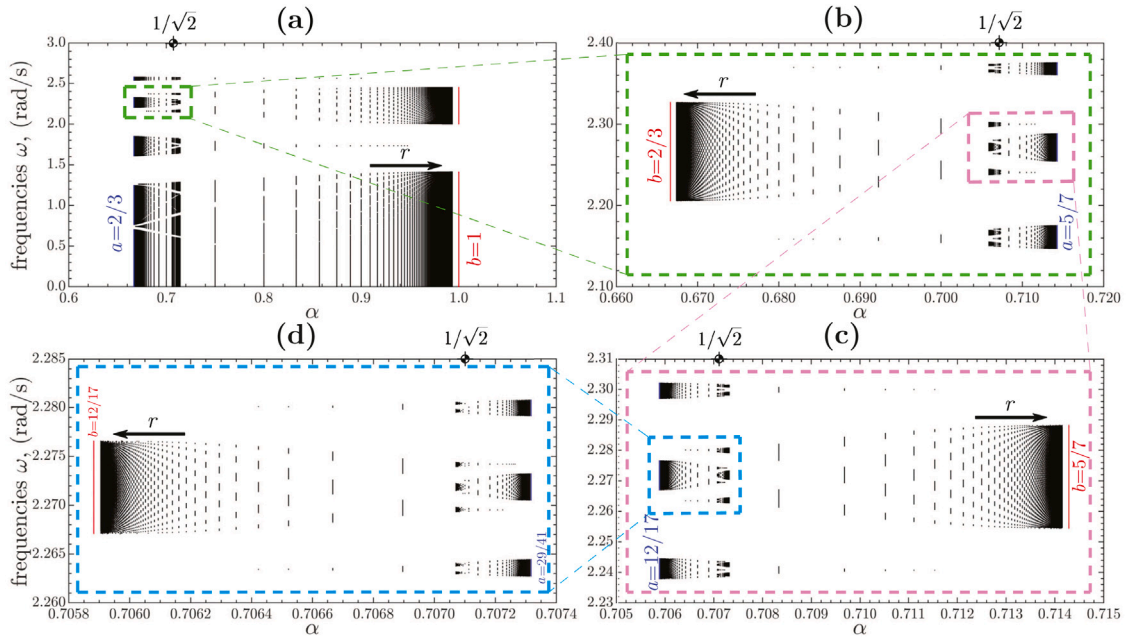 1/√2
(a)
frequencies ω, (rad/s)
3.0
2.5
2.0
1.5
1.0
0.5
0.0
0.6 0.7 0.8 0.9 1.0 1.1
α
a=2/3
r
b=1
(b)
1/√2
2.40
2.30
2.20
2.10
0.660 0.670 0.680 0.690 0.700 0.710 0.720
α
r
b=2/3
a=5/7
(d)
1/√2
frequencies ω, (rad/s)
2.285
2.280
2.275
2.270
2.265
2.260
0.7058 0.7060 0.7062 0.7064 0.7066 0.7068 0.7070 0.7072 0.7074
α
b=12/17
r
a=29/41
1/√2
(c)
2.31
2.30
2.29
2.28
2.27
2.26
2.25
2.24
2.23
0.705 0.706 0.707 0.708 0.709 0.710 0.711 0.712 0.713 0.714 0.715
α
r
a=12/17
b=5/7